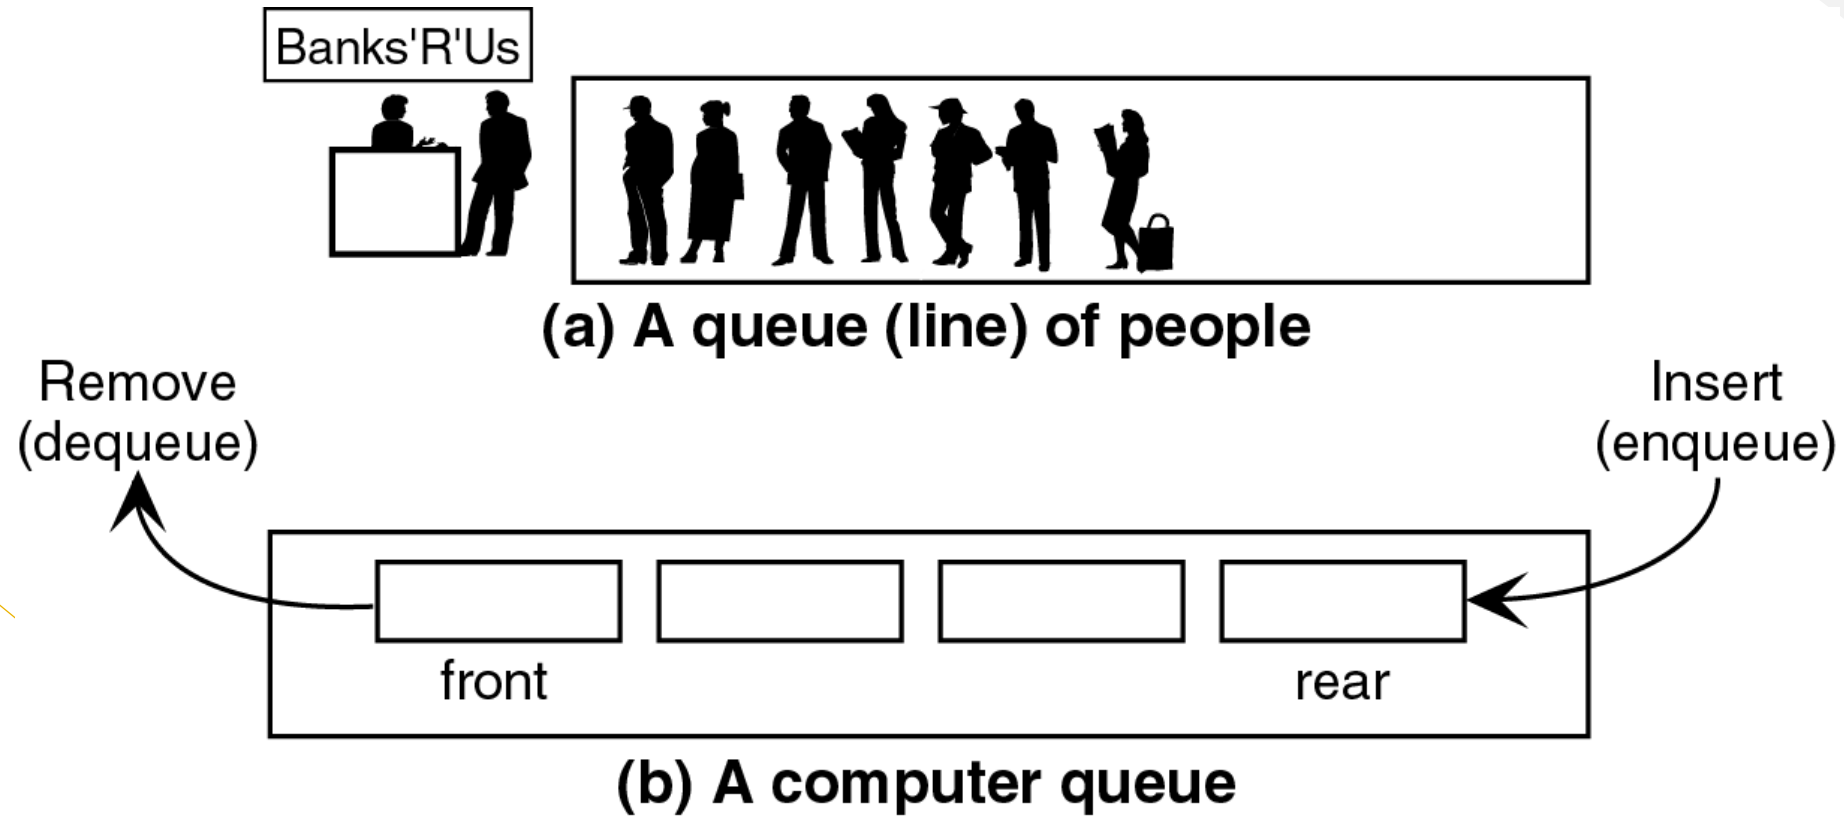 Banks'R'Us
(a) A queue (line) of people
Remove
(dequeue)
Insert
(enqueue)
front
rear
(b) A computer queue